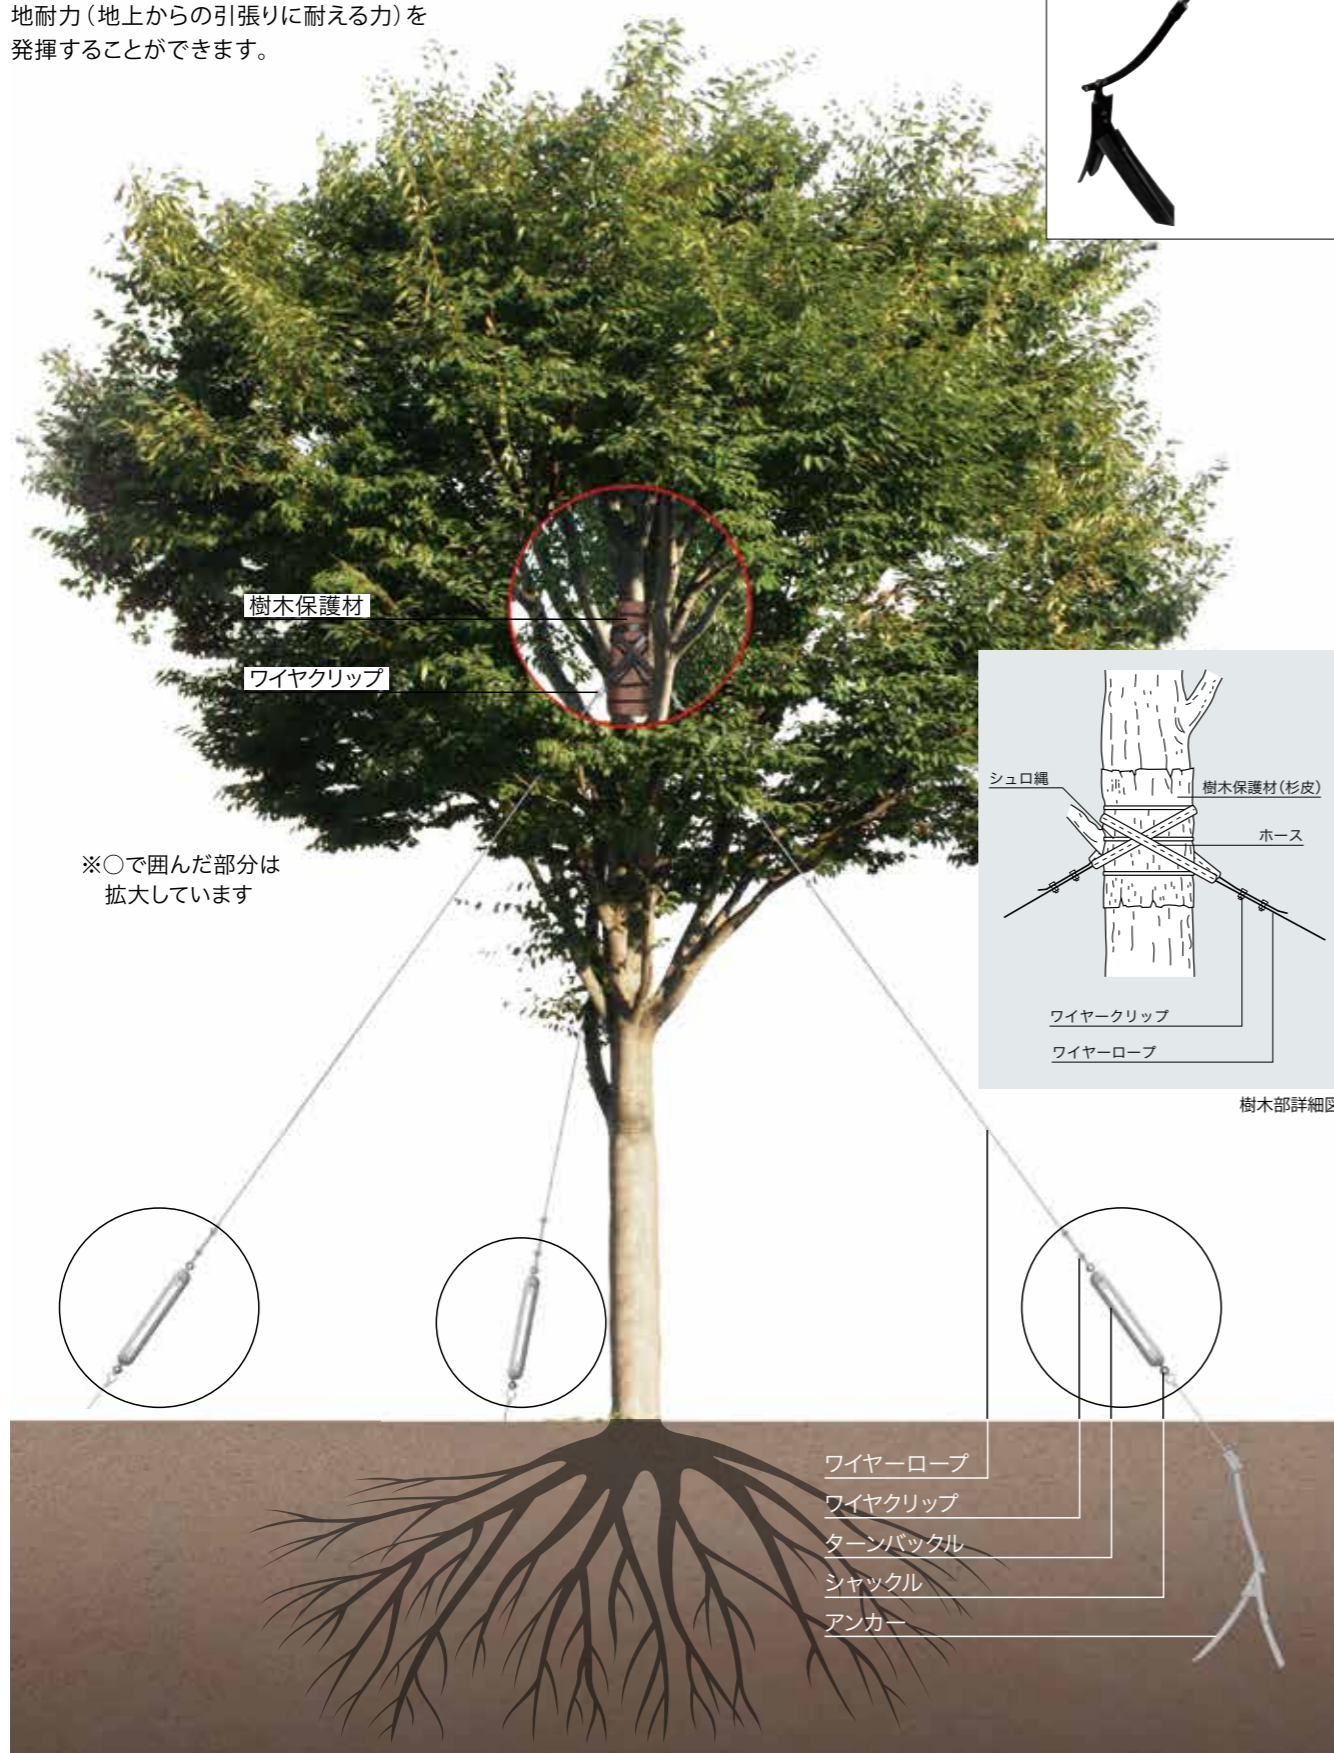 地耐力（地上からの引張りに耐える力）を
発揮することができます。
樹木保護材
ワイヤクリップ
※○で囲んだ部分は
拡大しています
シュロ縄
樹木保護材（杉皮）
ホース
ワイヤークリップ
ワイヤーロープ
樹木部詳細図
ワイヤーロープ
ワイヤクリップ
ターンバックル
シャックル
アンカー